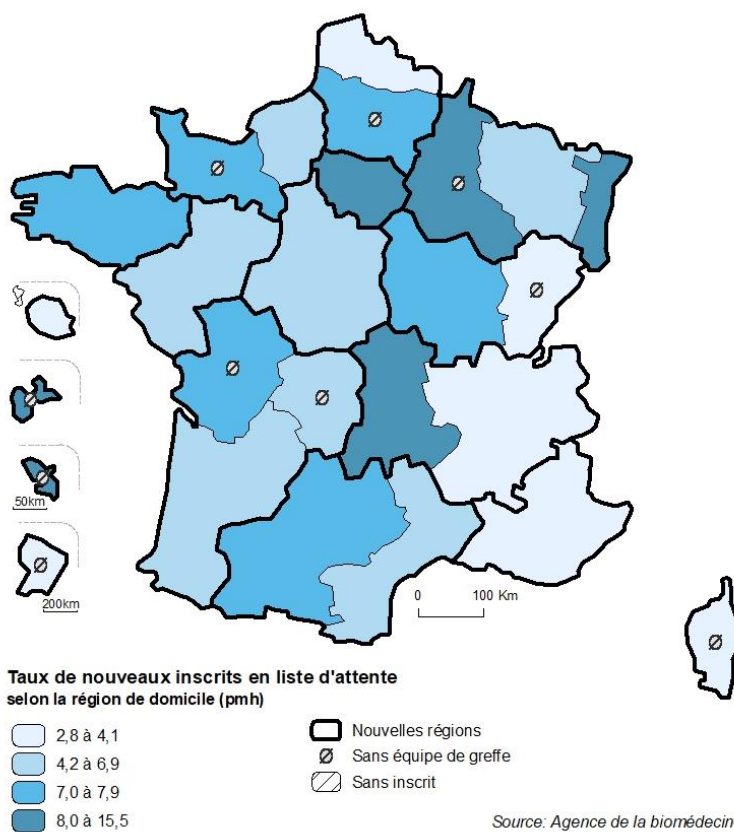 50km
200km
0 100 Km
Taux de nouveaux inscrits en liste d'attente
selon la région de domicile (pmh)
2,8 à 4,1
4,2 à 6,9
7,0 à 7,9
8,0 à 15,5
Nouvelles régions
Sans équipe de greffe
Sans inscrit
Source: Agence de la biomédecin